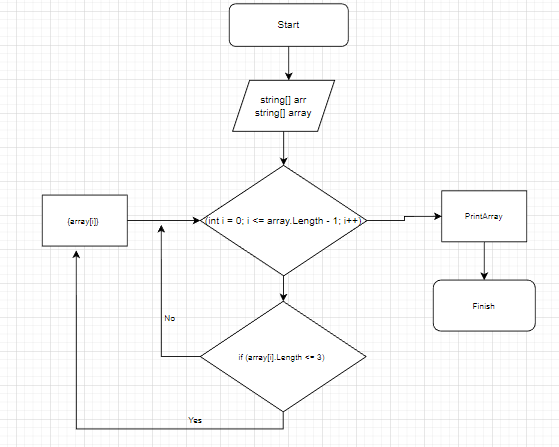 Start
string[] arr
string[] array
(int i = 0; i <= array.Length - 1; i++)
{array[i]}
PrintArray
Finish
No
if (array[i].Length <= 3)
Yes